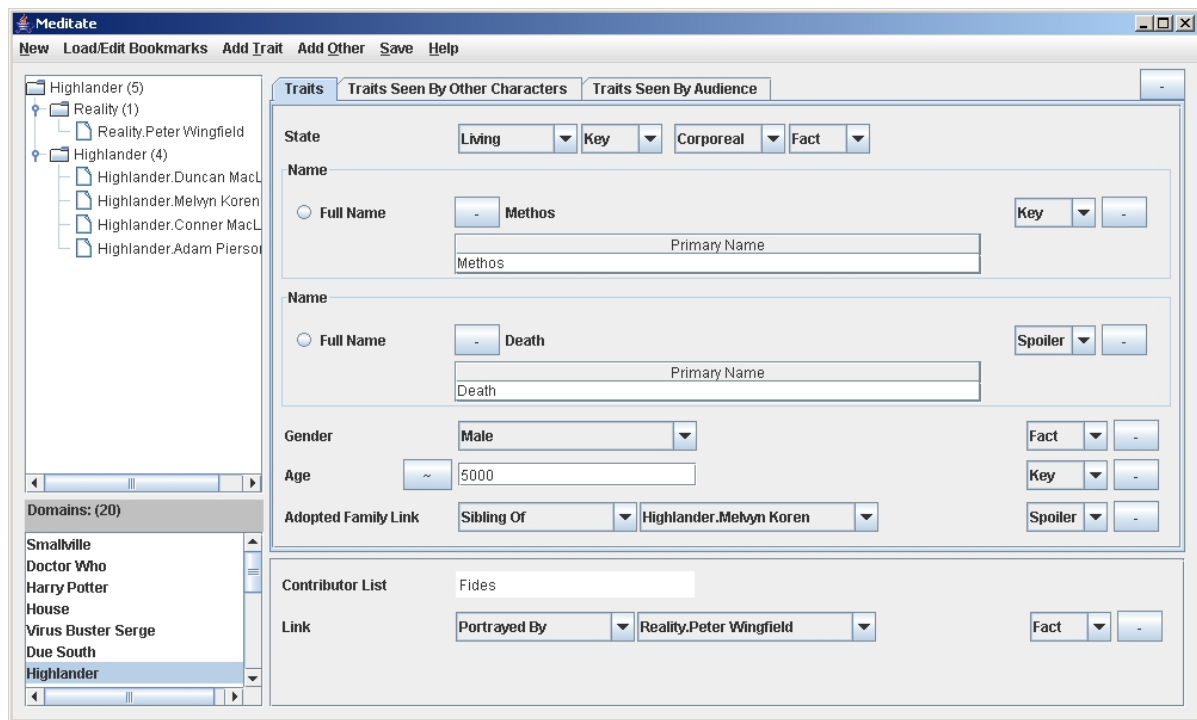 Meditate
New Load/Edit Bookmarks Add Trait Add Other Save Help
Highlander (5)
Reality (1)
Reality.Peter Wingfield
Highlander (4)
Highlander.Duncan MacL
Highlander.Melvyn Koren
Highlander.Conner MacL
Highlander.Adam Pierson
Domains: (20)
Smallville
Doctor Who
Harry Potter
House
Virus Buster Serge
Due South
Highlander
Traits Traits Seen By Other Characters Traits Seen By Audience -
State Living Key Corporeal Fact
Name
Full Name - Methos Key -
Primary Name
Methos
Name
Full Name - Death Spoiler -
Primary Name
Death
Gender Male Fact -
Age ~ 5000 Key -
Adopted Family Link Sibling Of Highlander.Melvyn Koren Spoiler -
Contributor List Fides
Link Portrayed By Reality.Peter Wingfield Fact -